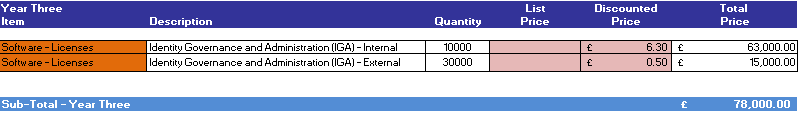 Year Three List Discounted Total
Item Description Quantity Price Price Price
Software - Licenses Identity Governance and Administration (IGA) - Internal 10000 £ 6.30 £ 63,000.00
Software - Licenses Identity Governance and Administration (IGA) - External 30000 £ 0.50 £ 15,000.00
Sub-Total - Year Three £ 78,000.00